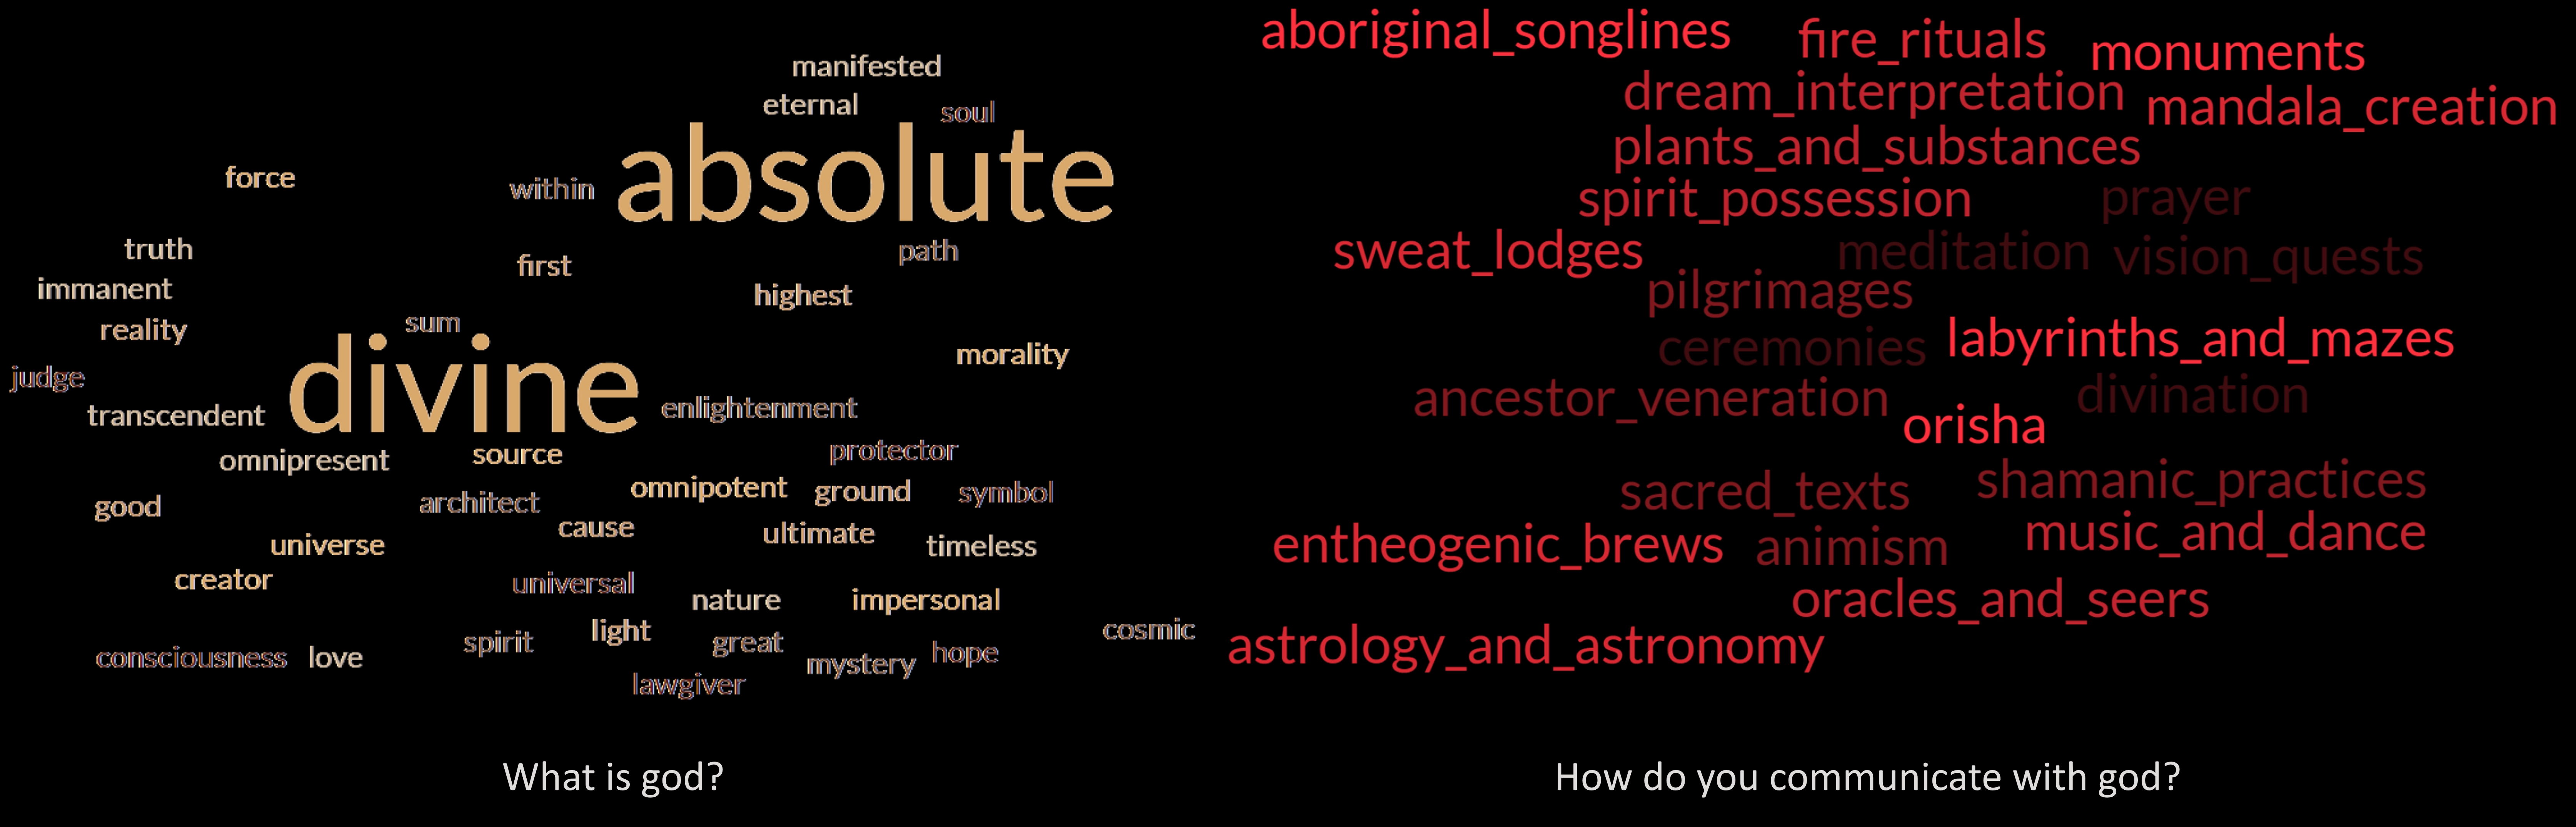 manifested
eternal
soul
absolute
force
within
truth
first
path
immanent
highest
reality
sum
morality
judge
divine
transcendent
enlightenment
omnipresent
source
protector
good
architect
omnipotent
ground
symbol
cause
ultimate
universe
timeless
creator
universal
nature
impersonal
light
cosmic
consciousness
love
spirit
great
mystery
hope
lawgiver
What is god?
aboriginal_songlines
fire_rituals
monuments
dream_interpretation
mandala_creation
plants_and_substances
spirit_possession
prayer
sweat_lodges
meditation
vision_quests
pilgrimages
ceremonies
labyrinths_and_mazes
ancestor_veneration
divination
orisha
sacred_texts
shamanic_practices
entheogenic_brews
animism
music_and_dance
oracles_and_seers
astrology_and_astronomy
How do you communicate with god?